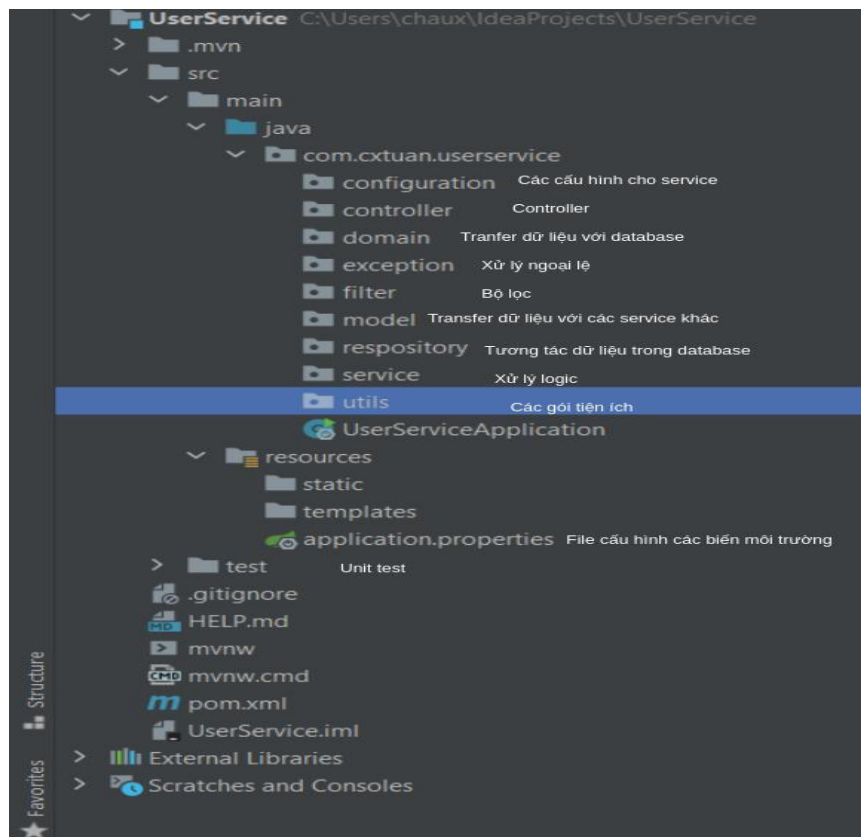 UserService C:\Users\chaux\IdeaProjects\UserService
.mvn
src
main
java
com.cxtuan.userservice
configuration Các cấu hình cho service
controller Controller
domain Tranfer dữ liệu với database
exception Xử lý ngoại lệ
filter Bộ lọc
model Transfer dữ liệu với các service khác
respository Tương tác dữ liệu trong database
service Xử lý logic
utils Các gói tiện ích
UserServiceApplication
resources
static
templates
application.properties File cấu hình các biến môi trường
test Unit test
.gitignore
MD HELP.md
mvnw
CMD mvnw.cmd
m pom.xml
UserService.iml
External Libraries
Scratches and Consoles
Structure
Favorites